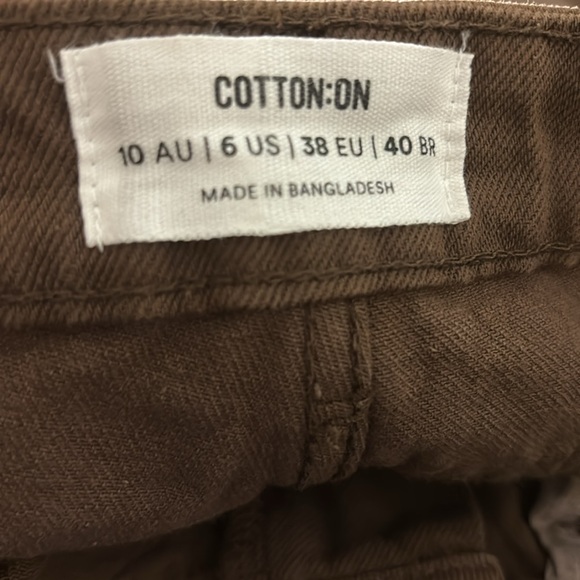 COTTON:ON
10 AU | 6 US | 38 EU | 40 BR
MADE IN BANGLADESH